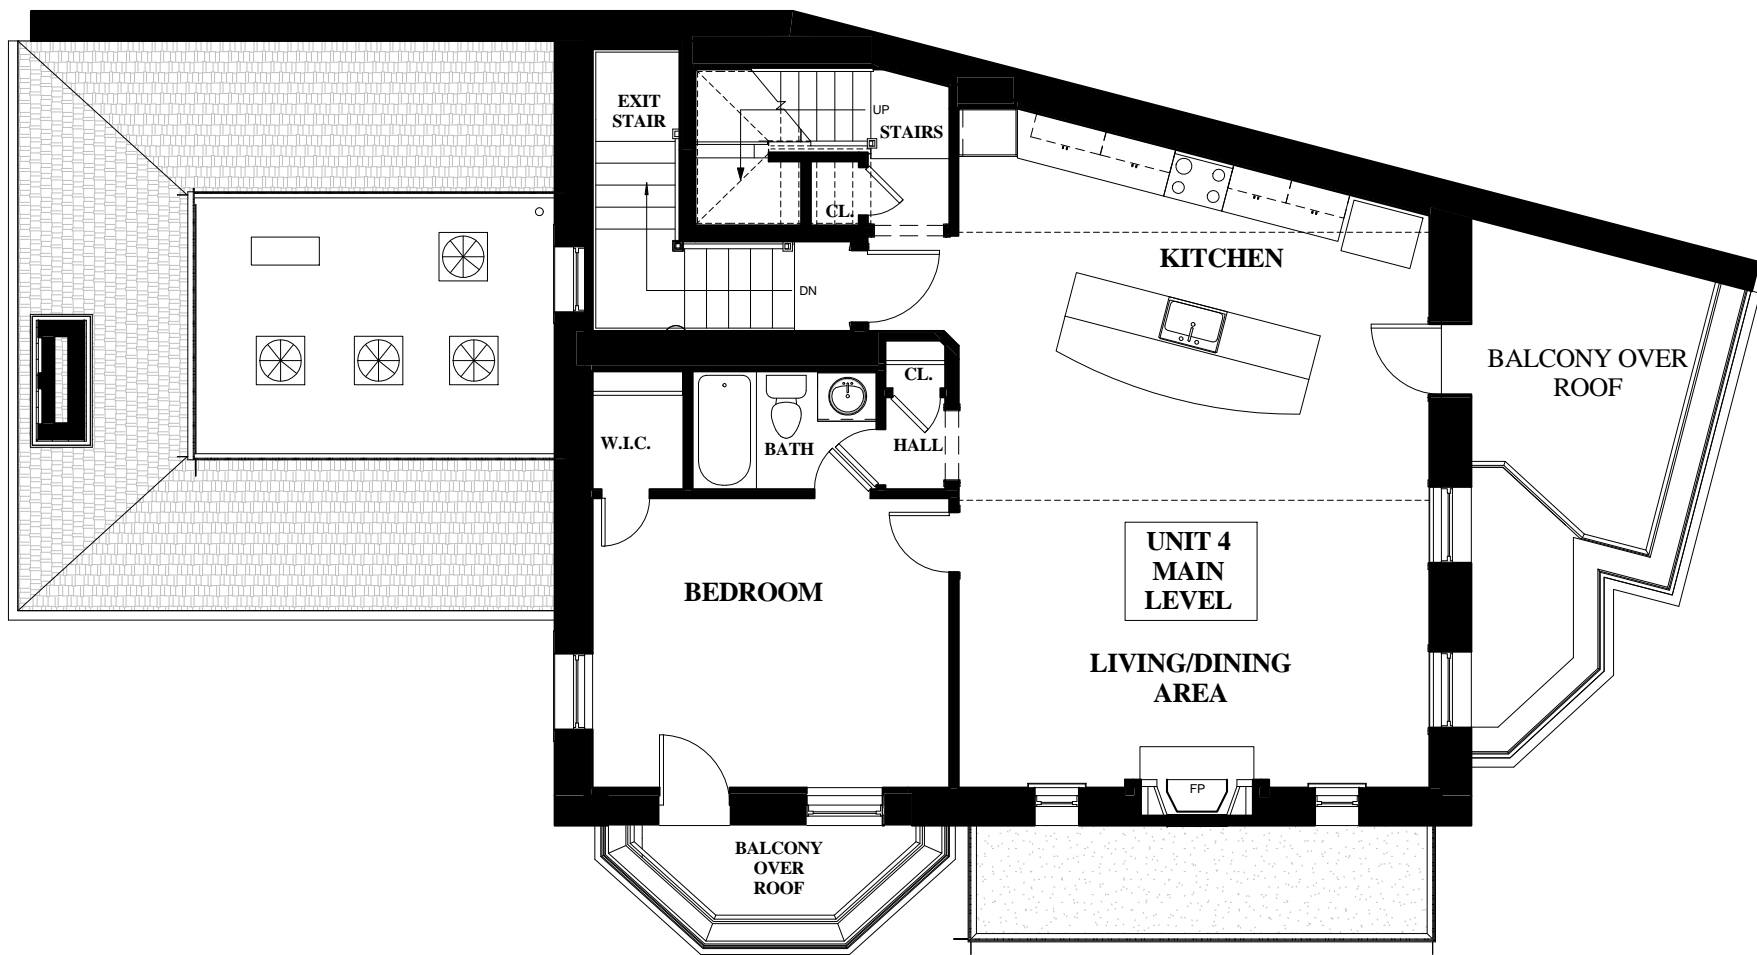 EXIT
STAIR
UP
STAIRS
CL.
KITCHEN
DN
BALCONY OVER
ROOF
CL.
W.I.C.
BATH
HALL
UNIT 4
MAIN
LEVEL
BEDROOM
LIVING/DINING
AREA
FP
BALCONY
OVER
ROOF